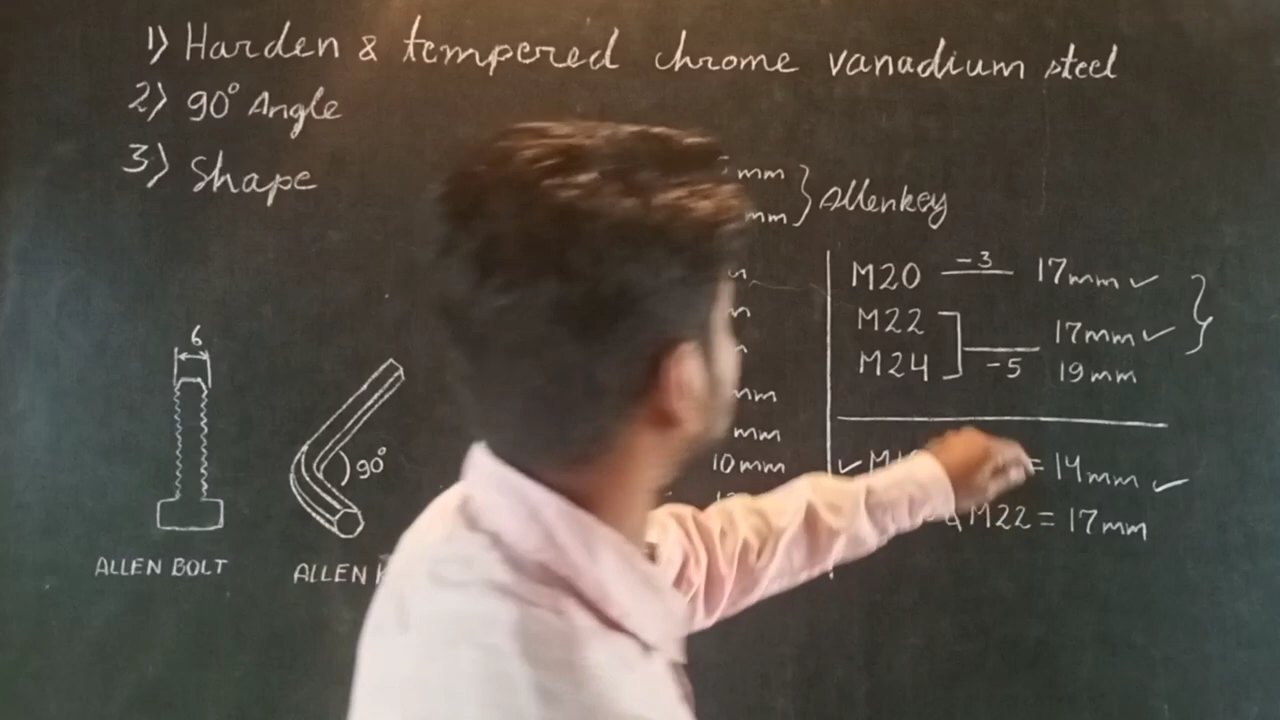 1) Harden & tempered chrome vanadium steel
2) 90° Angle
3) Shape
mm
mm } Allenkey
M20 -3 17mm ✓
M22 17mm ✓
M24 -5 19mm
mm
mm
10mm
✓ = 14mm ✓
& M22 = 17mm
6
90°
ALLEN BOLT
ALLEN